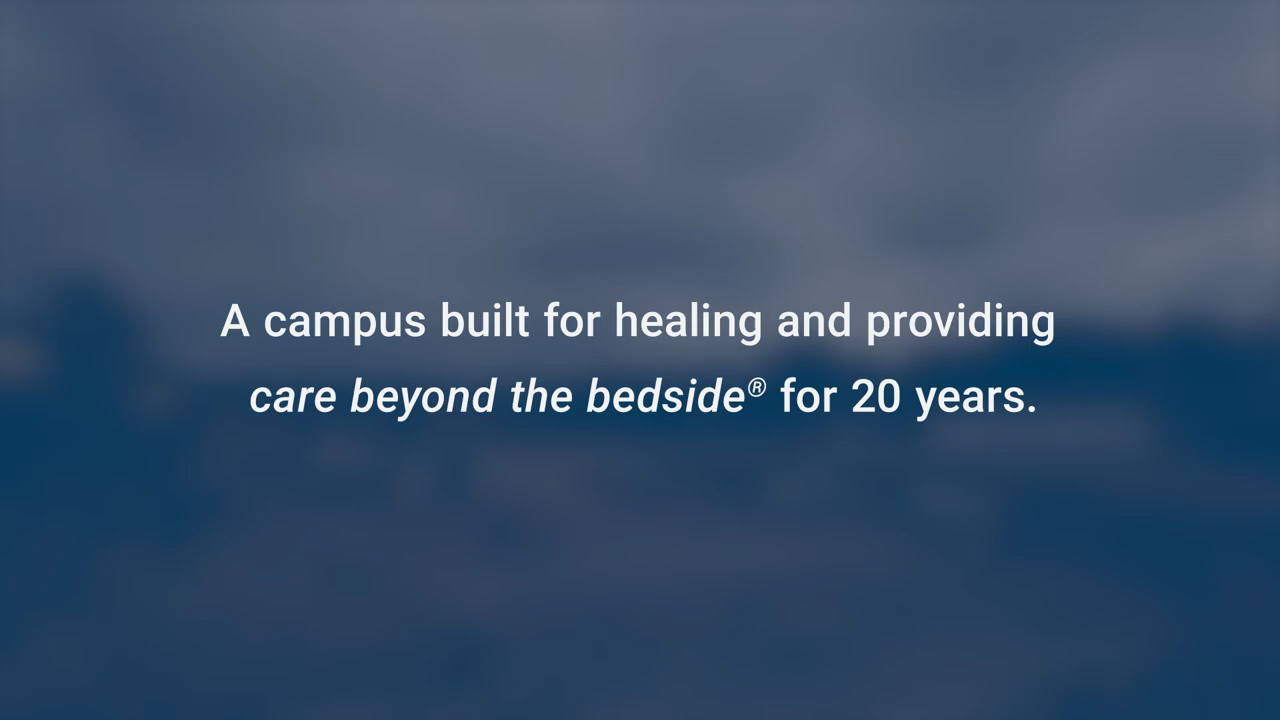 A campus built for healing and providing
care beyond the bedside® for 20 years.